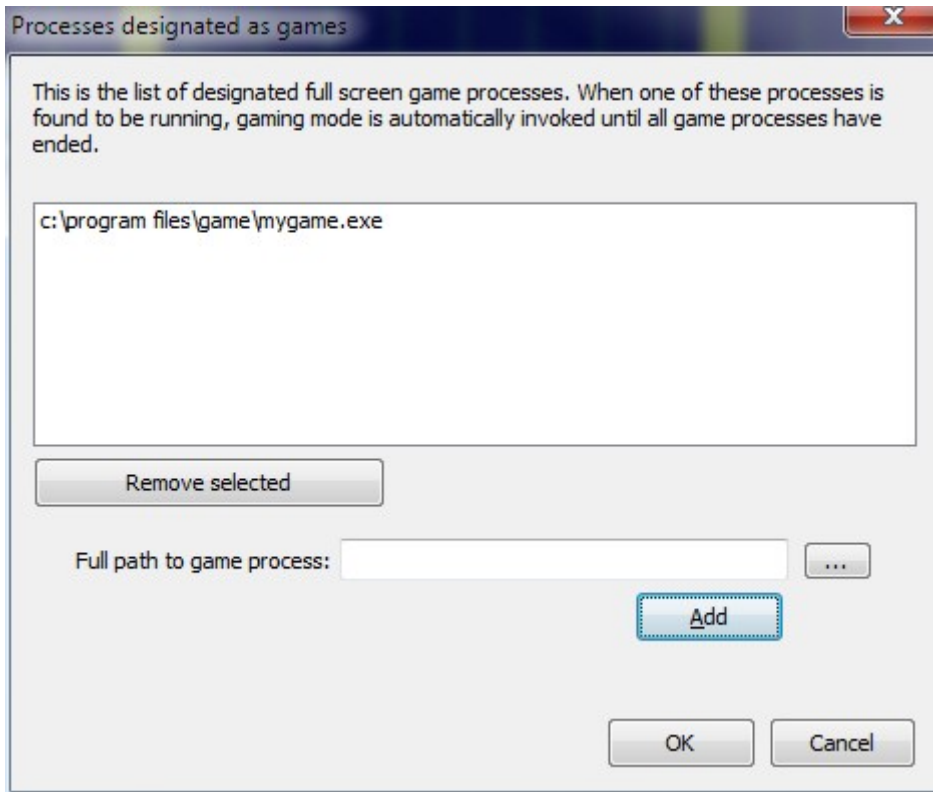 Processes designated as games
This is the list of designated full screen game processes. When one of these processes is
found to be running, gaming mode is automatically invoked until all game processes have
ended.
c:\program files\game\mygame.exe
Remove selected
Full path to game process:
...
Add
OK
Cancel